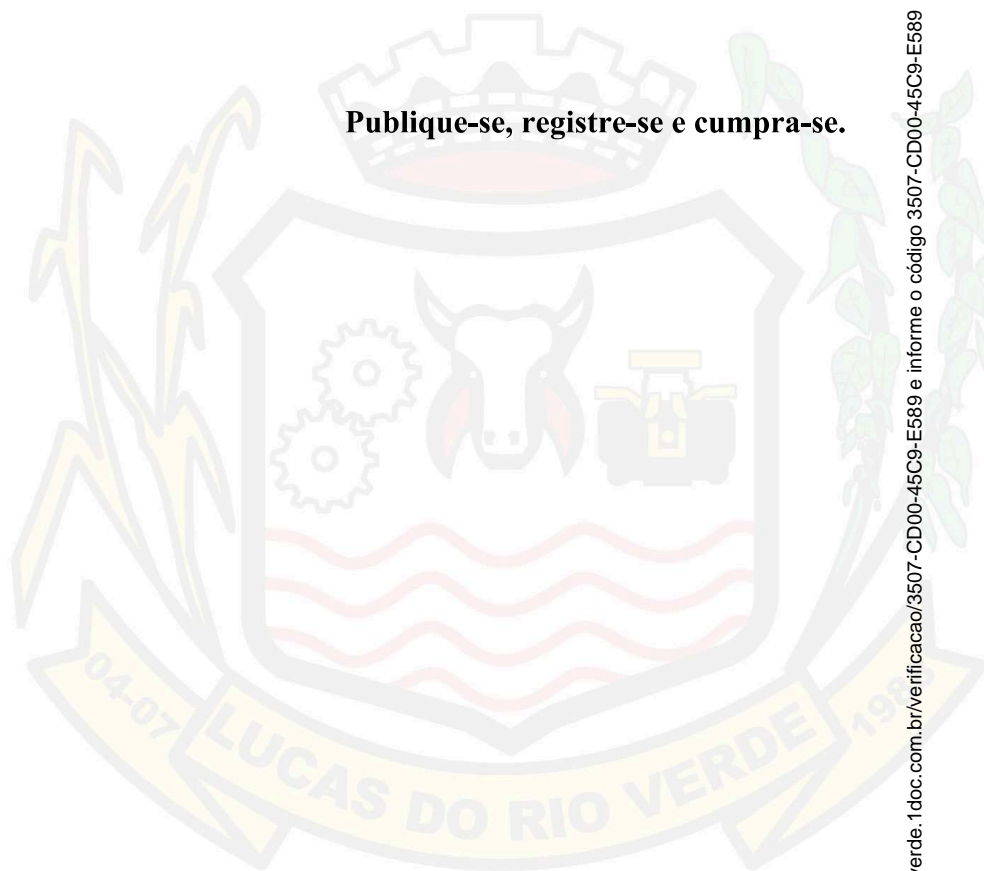 Publique-se, registre-se e cumpra-se.
verde.1doc.com.br/verificacao/3507-CD00-45C9-E589 e informe o código 3507-CD00-45C9-E589
04-07
LUCAS DO RIO VERDE